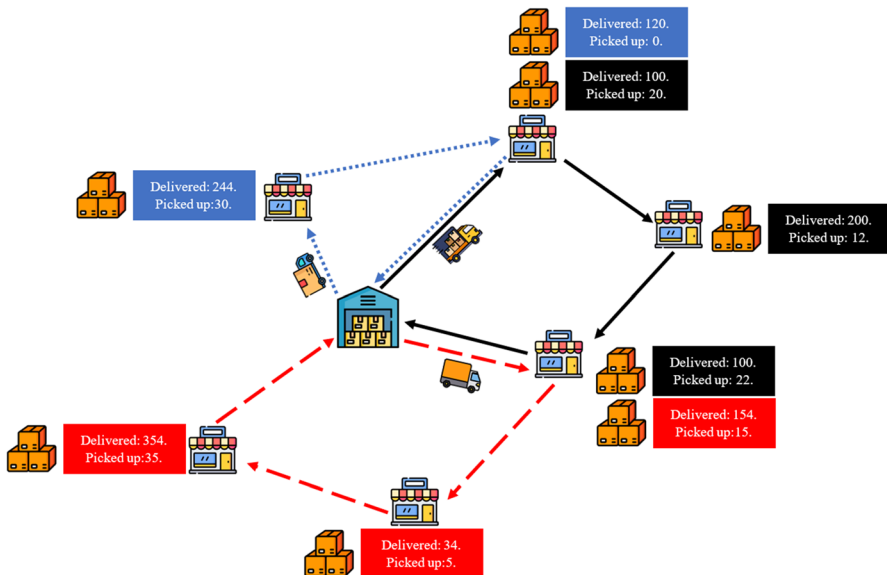 Delivered: 120.
Picked up: 0.
Delivered: 100.
Picked up: 20.
Delivered: 244.
Picked up:30.
Delivered: 200.
Picked up: 12.
Delivered: 100.
Picked up: 22.
Delivered: 154.
Picked up:15.
Delivered: 354.
Picked up:35.
Delivered: 34.
Picked up:5.